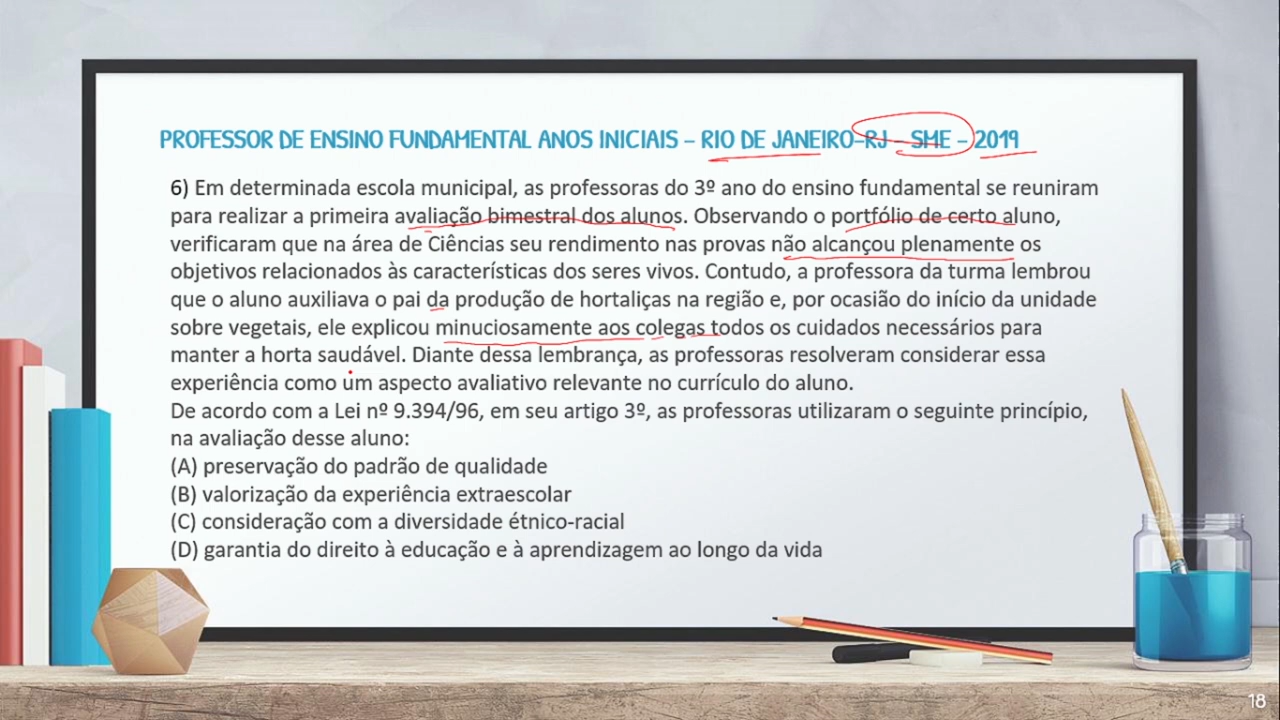 PROFESSOR DE ENSINO FUNDAMENTAL ANOS INICIAIS – RIO DE JANEIRO-RJ – SME – 2019
6) Em determinada escola municipal, as professoras do 3º ano do ensino fundamental se reuniram
para realizar a primeira avaliação bimestral dos alunos. Observando o portfólio de certo aluno,
verificaram que na área de Ciências seu rendimento nas provas não alcançou plenamente os
objetivos relacionados às características dos seres vivos. Contudo, a professora da turma lembrou
que o aluno auxiliava o pai da produção de hortaliças na região e, por ocasião do início da unidade
sobre vegetais, ele explicou minuciosamente aos colegas todos os cuidados necessários para
manter a horta saudável. Diante dessa lembrança, as professoras resolveram considerar essa
experiência como um aspecto avaliativo relevante no currículo do aluno.
De acordo com a Lei nº 9.394/96, em seu artigo 3º, as professoras utilizaram o seguinte princípio,
na avaliação desse aluno:
(A) preservação do padrão de qualidade
(B) valorização da experiência extraescolar
(C) consideração com a diversidade étnico-racial
(D) garantia do direito à educação e à aprendizagem ao longo da vida
18